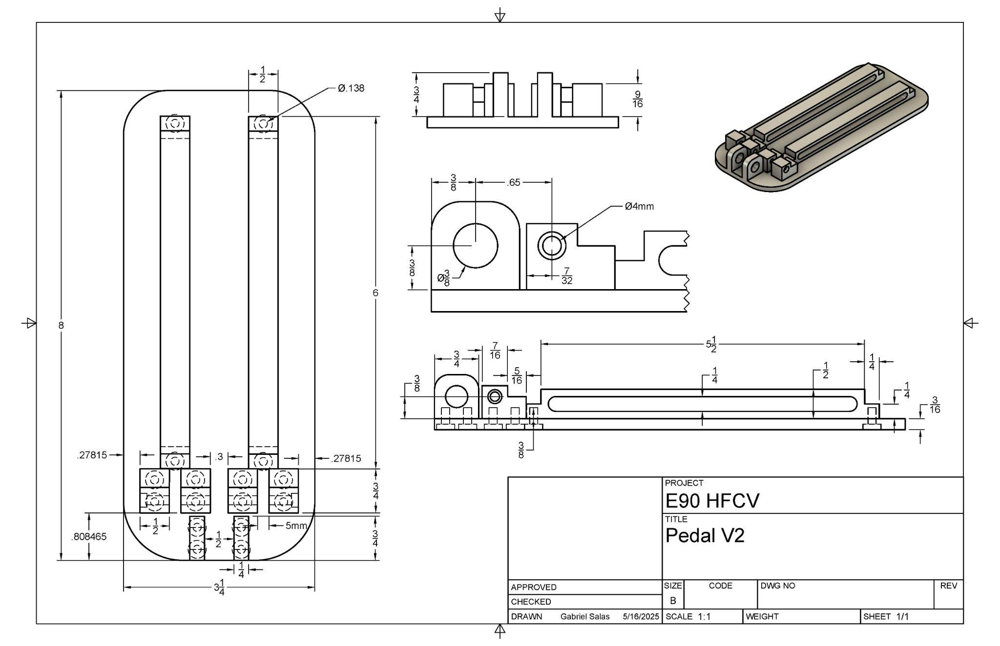 1/2
Ø.138
8
6
.27815
.3
.27815
3/4
1/2
5mm
.808465
1/2
3/4
1/4
3 1/4
3/4
9/16
3/8
.65
Ø4mm
3/8
Ø3/8
7/32
5 1/2
7/16
3/4
5/16
1/4
1/2
1/4
3/8
1/4
3/16
3/8
PROJECT
E90 HFCV
TITLE
Pedal V2
APPROVED
SIZE
CODE
DWG NO
REV
CHECKED
B
DRAWN Gabriel Salas 5/16/2025
SCALE 1:1
WEIGHT
SHEET 1/1